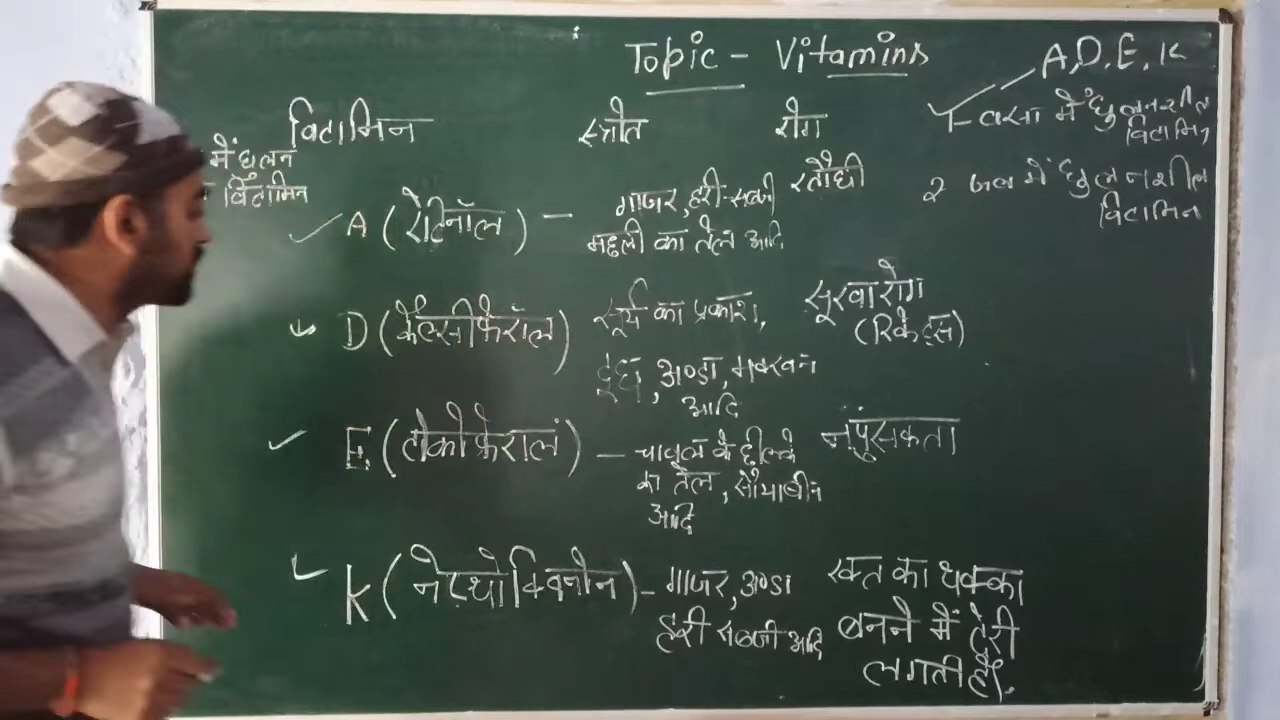 Topic - Vitamins
A,D,E,K
विटामिन
स्त्रोत
रोग
1- वसा में घुलनशील
विटामिन
2 जल में घुलनशील
विटामिन
में घुलन
विटामिन
A (रेटिनॉल) -
गाजर, हरी-सब्जी
मछली का तेल आदि
रतौंधी
D (कैल्सीफेरॉल)
सूर्य का प्रकाश,
दूध, अण्डा, मक्खन
आदि
सूखा रोग
(रिकेट्स)
E (टोकोफेरॉल) -
चावल के छीलके
का तेल, सोयाबीन
आदि
नपुंसकता
K (नेफ्थोक्विनोन) -
गाजर, अण्डा
हरी सब्जी आदि
रक्त का थक्का
बनने में देरी
लगती है।